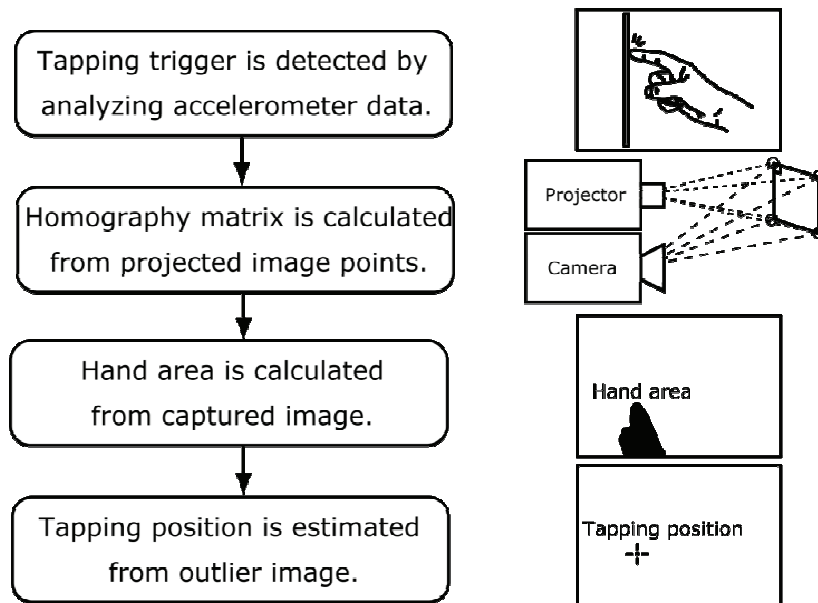 Tapping trigger is detected by
analyzing accelerometer data.
Homography matrix is calculated
from projected image points.
Projector
Camera
Hand area is calculated
from captured image.
Hand area
Tapping position is estimated
from outlier image.
Tapping position